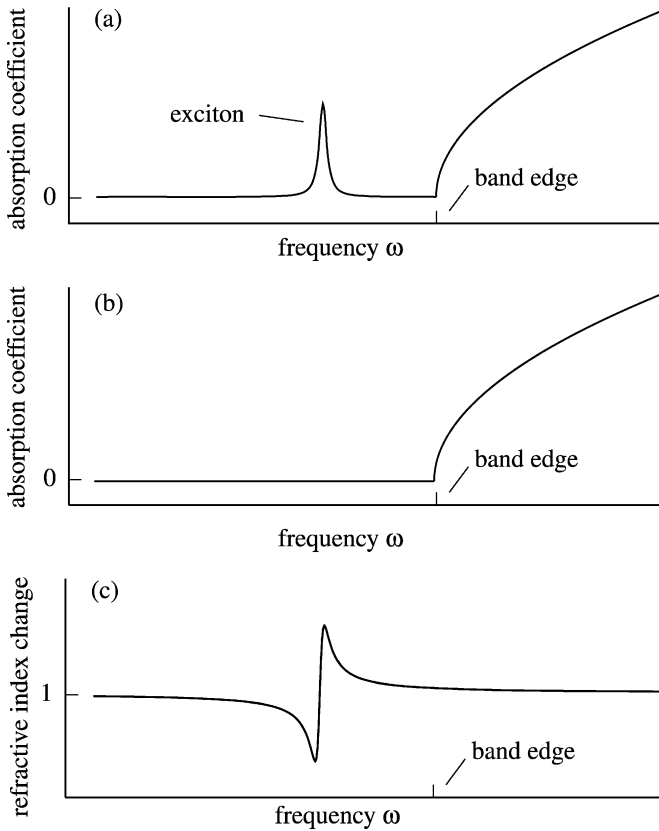 (a)
absorption coefficient
exciton
band edge
0
frequency ω
(b)
absorption coefficient
band edge
0
frequency ω
(c)
refractive index change
1
band edge
frequency ω